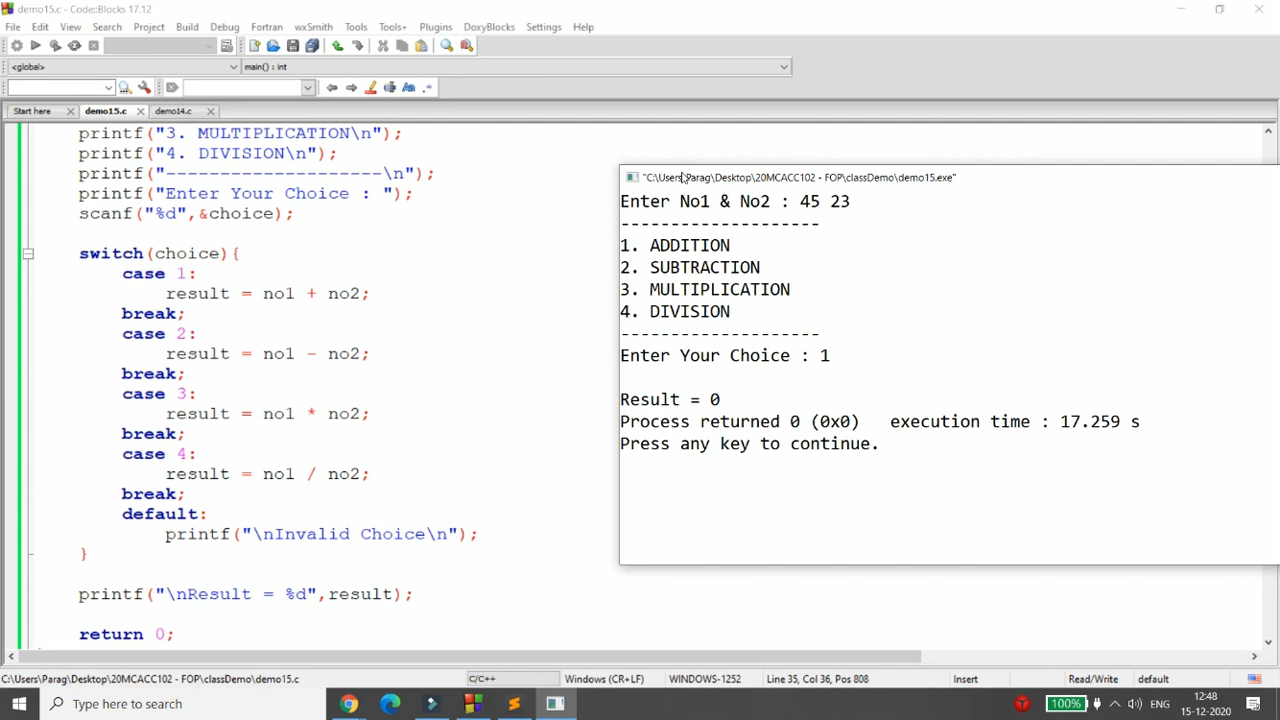 demo15.c - Code::Blocks 17.12
File Edit View Search Project Build Debug Fortran wxSmith Tools Tools+ Plugins DoxyBlocks Settings Help
<global> main() : int
Start here demo15.c demo14.c
printf("3. MULTIPLICATION\n");
printf("4. DIVISION\n");
printf("--------------------\n");
printf("Enter Your Choice : ");
scanf("%d",&choice);
switch(choice){
case 1:
result = no1 + no2;
break;
case 2:
result = no1 - no2;
break;
case 3:
result = no1 * no2;
break;
case 4:
result = no1 / no2;
break;
default:
printf("\nInvalid Choice\n");
}
printf("\nResult = %d",result);
return 0;
"C:\Users\Parag\Desktop\20MCACC102 - FOP\classDemo\demo15.exe"
Enter No1 & No2 : 45 23
--------------------
1. ADDITION
2. SUBTRACTION
3. MULTIPLICATION
4. DIVISION
--------------------
Enter Your Choice : 1
Result = 0
Process returned 0 (0x0) execution time : 17.259 s
Press any key to continue.
C:\Users\Parag\Desktop\20MCACC102 - FOP\classDemo\demo15.c C/C++ Windows (CR+LF) WINDOWS-1252 Line 35, Col 36, Pos 808 Insert Read/Write default
Type here to search 100% ENG 12:48
15-12-2020